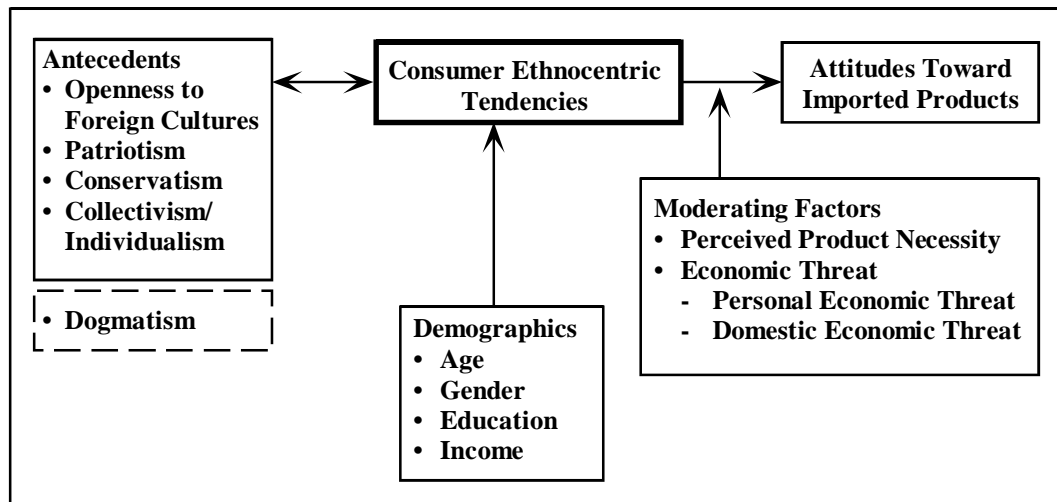 Antecedents
• Openness to
Foreign Cultures
• Patriotism
• Conservatism
• Collectivism/
Individualism
• Dogmatism
Consumer Ethnocentric
Tendencies
Attitudes Toward
Imported Products
Moderating Factors
• Perceived Product Necessity
• Economic Threat
- Personal Economic Threat
- Domestic Economic Threat
Demographics
• Age
• Gender
• Education
• Income